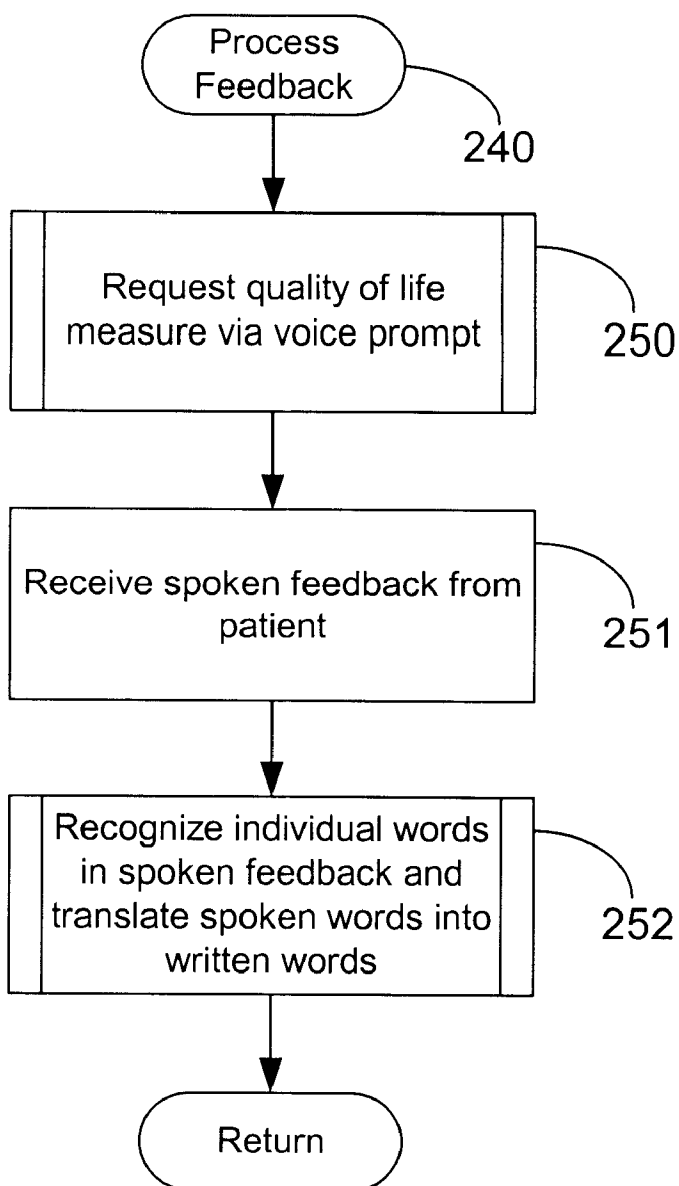 Process
Feedback
240
Request quality of life
measure via voice prompt
250
Receive spoken feedback from
patient
251
Recognize individual words
in spoken feedback and
translate spoken words into
written words
252
Return